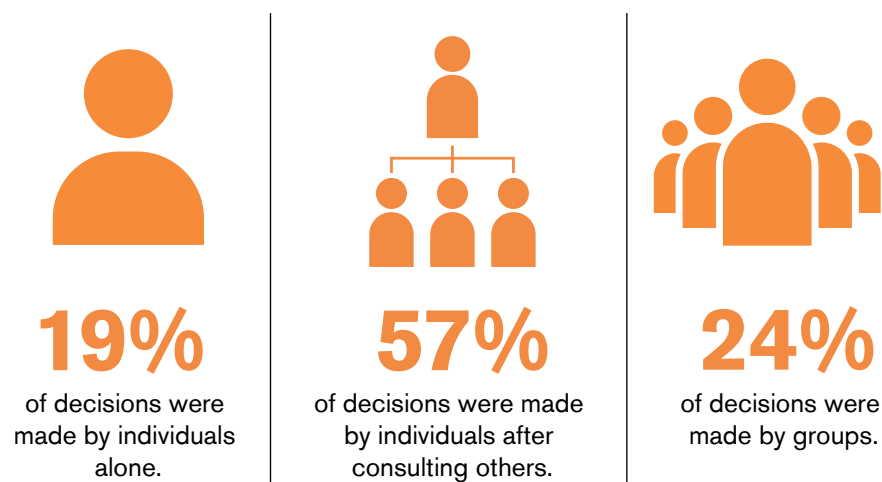 19%
of decisions were
made by individuals
alone.
57%
of decisions were made
by individuals after
consulting others.
24%
of decisions were
made by groups.